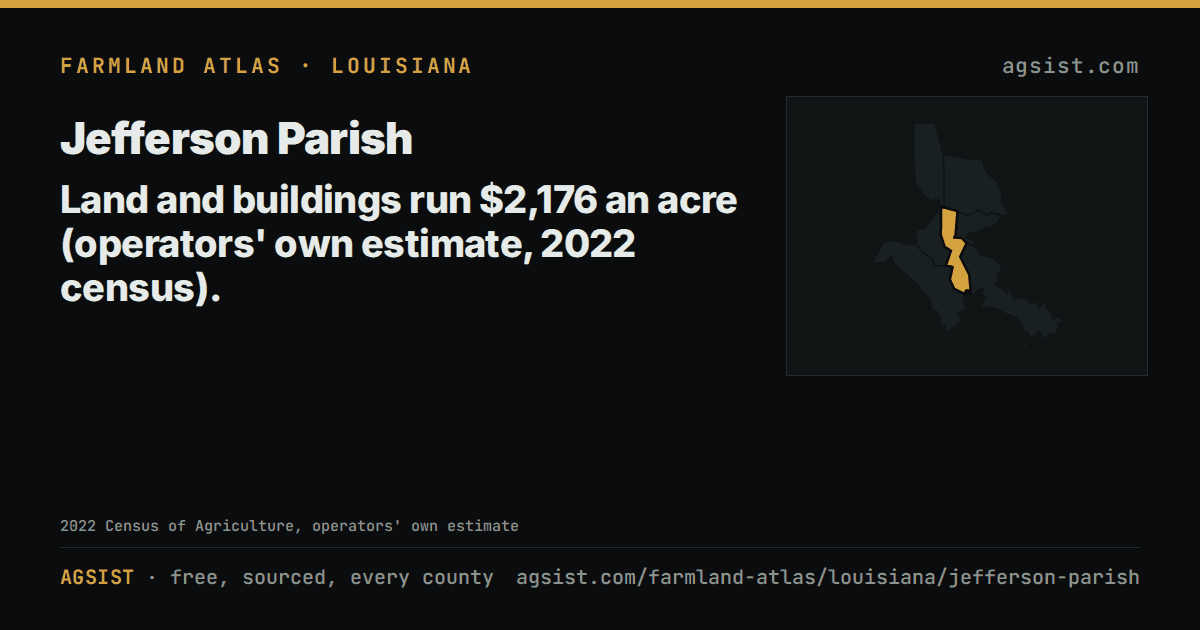 FARMLAND ATLAS · LOUISIANA
agsist.com
Jefferson Parish
Land and buildings run $2,176 an acre
(operators' own estimate, 2022
census).
2022 Census of Agriculture, operators' own estimate
AGSIST · free, sourced, every county
agsist.com/farmland-atlas/louisiana/jefferson-parish